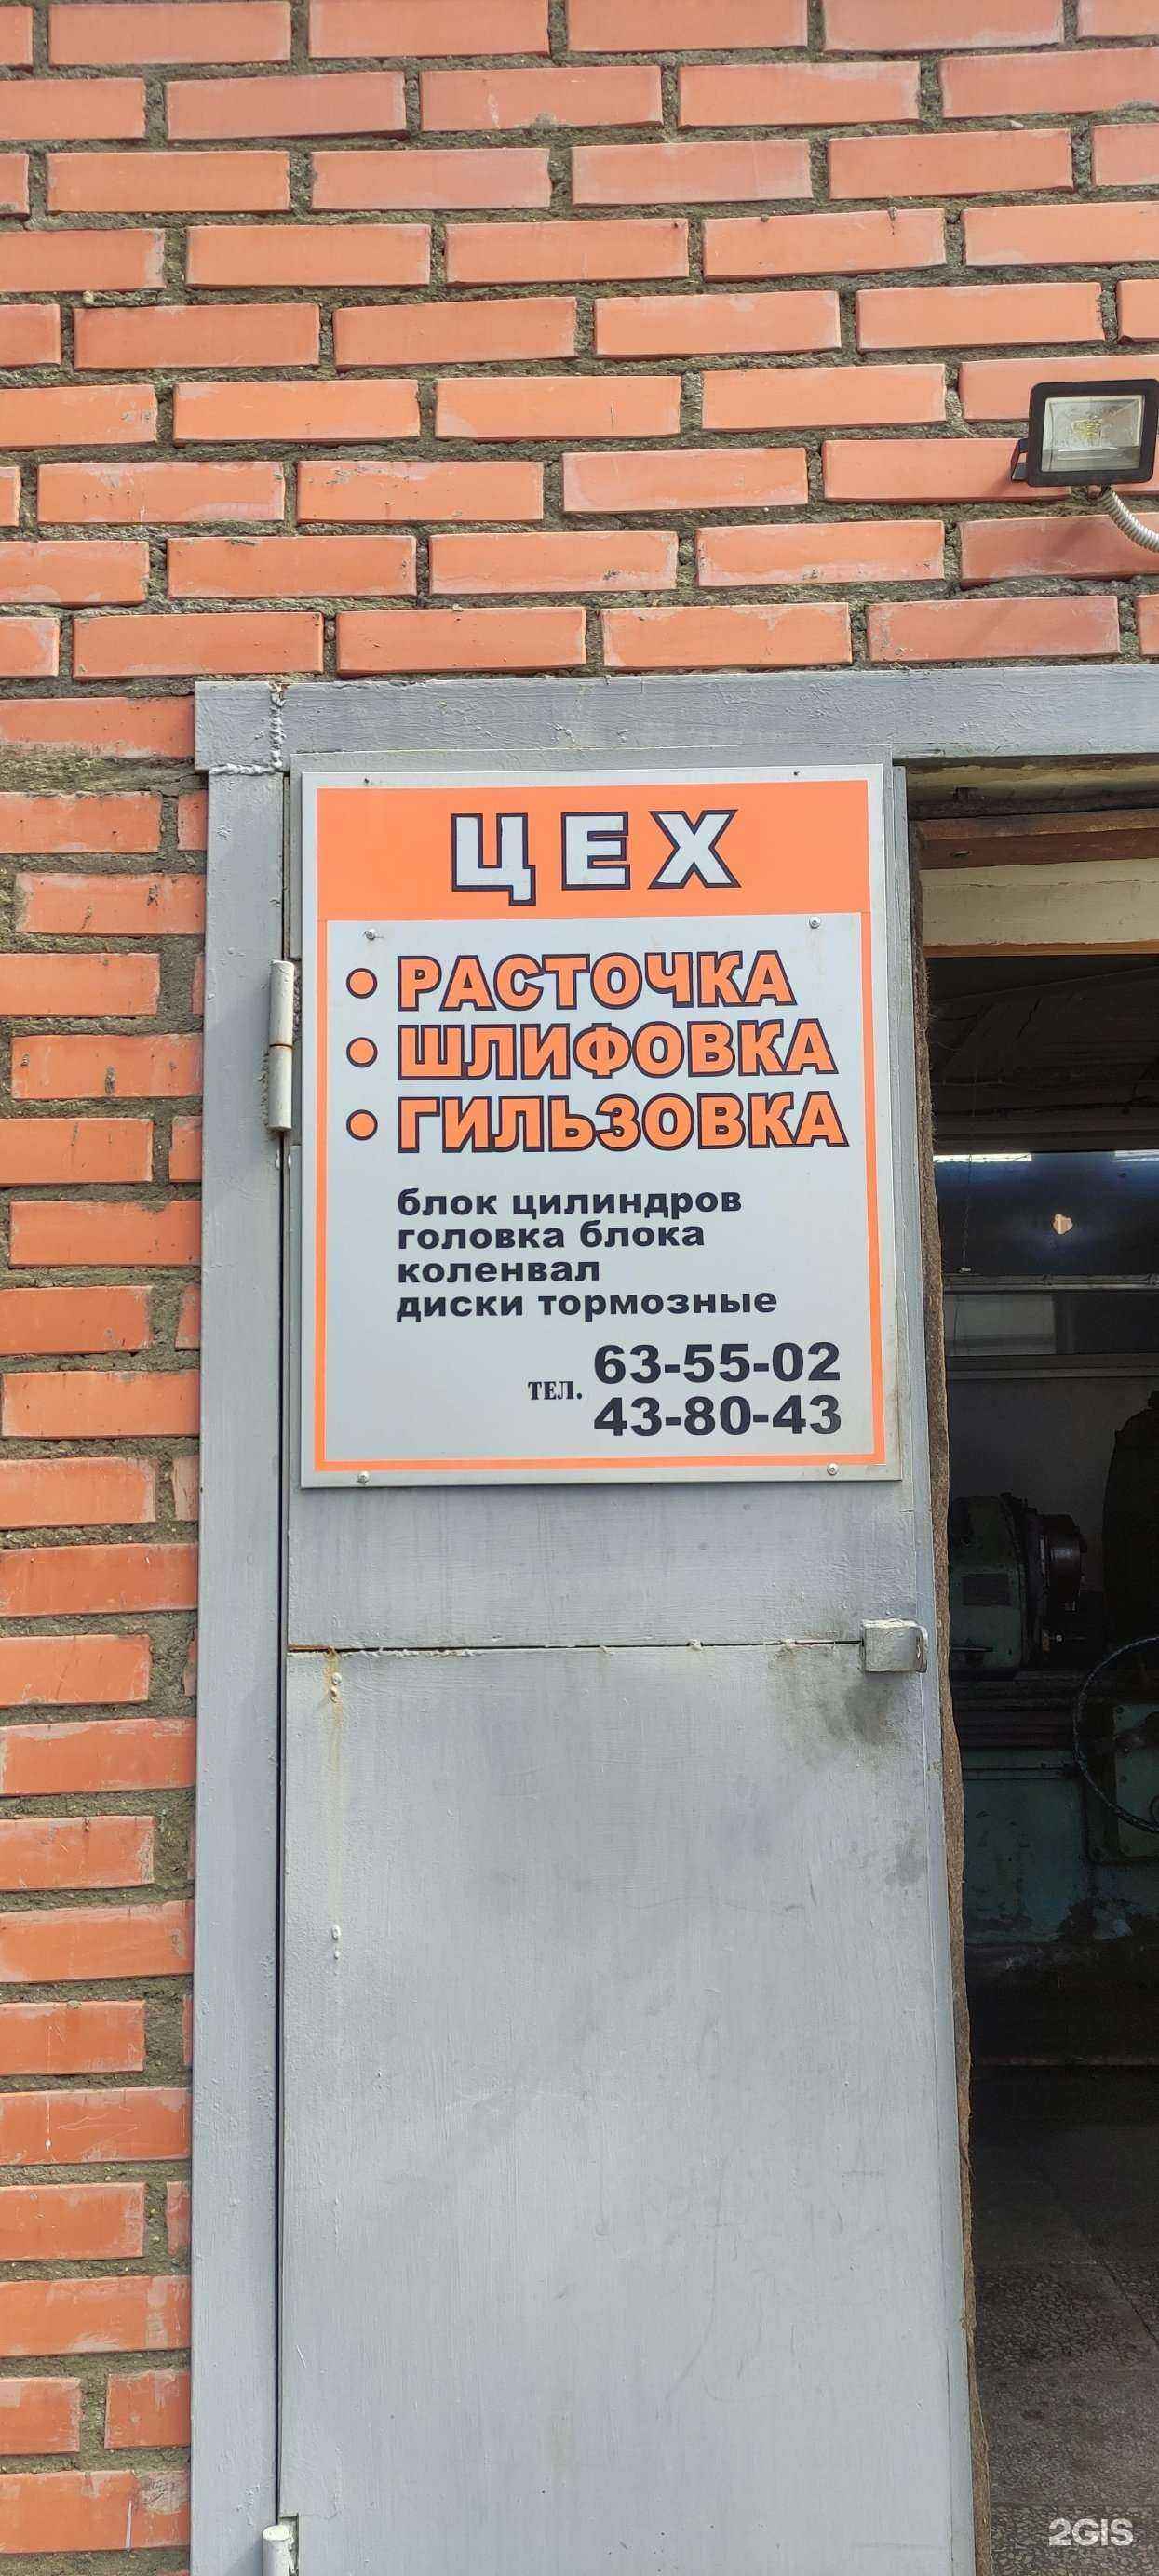 ЦЕХ
• РАСТОЧКА
• ШЛИФОВКА
• ГИЛЬЗОВКА
блок цилиндров
головка блока
коленвал
диски тормозные
тел. 63-55-02
43-80-43
2GIS